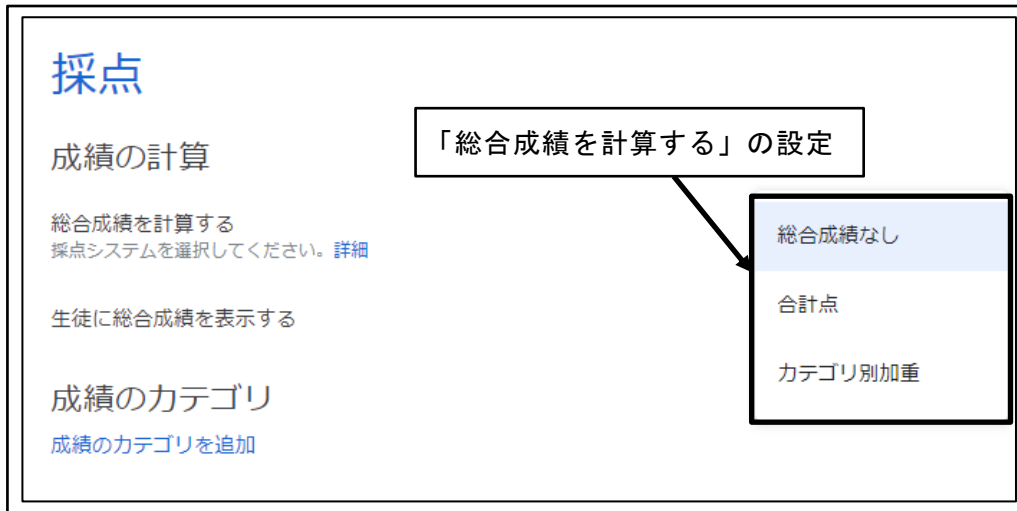 採点
成績の計算
「総合成績を計算する」の設定
総合成績を計算する
採点システムを選択してください。詳細
生徒に総合成績を表示する
成績のカテゴリ
成績のカテゴリを追加
総合成績なし
合計点
カテゴリ別加重